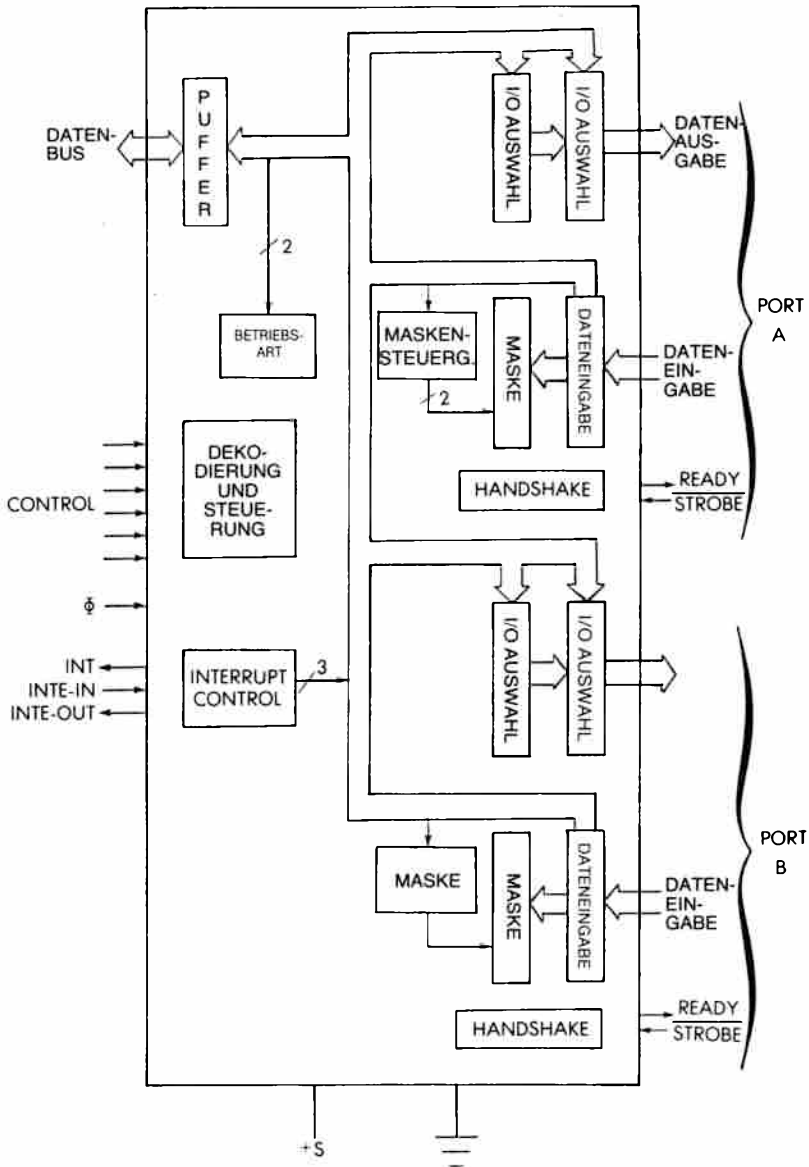 PUFFER
I/O AUSWAHL
I/O AUSWAHL
DATEN-
BUS
DATEN-
AUS-
GABE
2
BETRIEBS-
ART
MASKEN-
STEUERG.
2
MASKE
DATENEINGABE
DATEN-
EIN-
GABE
PORT
A
DEKO-
DIERUNG
UND
STEUE-
RUNG
CONTROL
HANDSHAKE
READY
STROBE
Φ
INT
INTE-IN
INTE-OUT
INTERRUPT
CONTROL
3
I/O AUSWAHL
I/O AUSWAHL
MASKE
MASKE
DATENEINGABE
DATEN-
EIN-
GABE
PORT
B
HANDSHAKE
READY
STROBE
+S